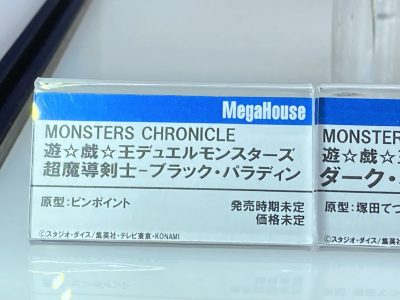 MegaHouse
MONSTERS CHRONICLE
遊☆戯☆王デュエルモンスターズ
超魔導剣士-ブラック・パラディン
原型:ピンポイント
発売時期未定
価格未定
©スタジオ・ダイス/集英社・テレビ東京・KONAMI
MONSTER
遊☆戯☆王
ダーク・
原型:塚田てつ
©スタジオ・ダイス/集